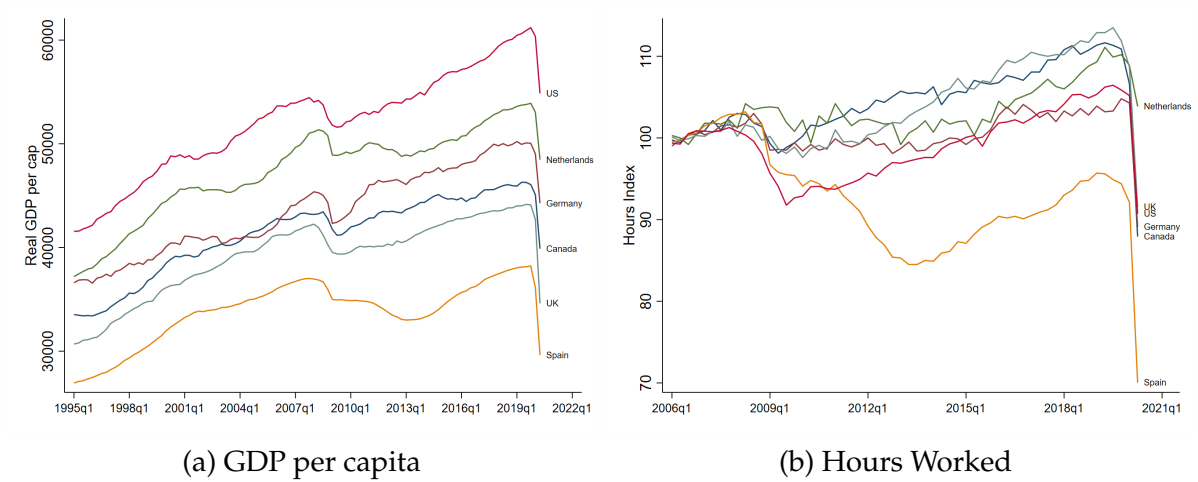 Real GDP per cap
60000
50000
40000
30000
US
Netherlands
Germany
Canada
UK
Spain
1995q1 1998q1 2001q1 2004q1 2007q1 2010q1 2013q1 2016q1 2019q1 2022q1
(a) GDP per capita
Hours Index
110
100
90
80
70
Netherlands
UK
US
Germany
Canada
Spain
2006q1 2009q1 2012q1 2015q1 2018q1 2021q1
(b) Hours Worked